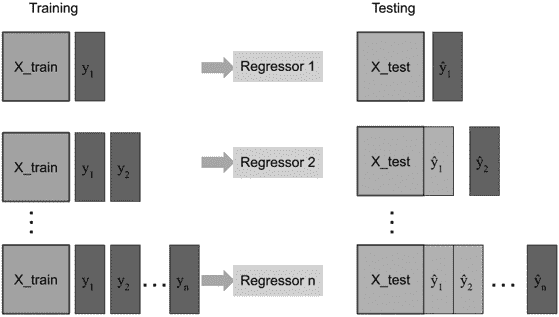 Training Testing
X_train y₁ Regressor 1 X_test ŷ₁
X_train y₁ y₂ Regressor 2 X_test ŷ₁ ŷ₂
X_train y₁ y₂ ... yₙ Regressor n X_test ŷ₁ ŷ₂ ... ŷₙ